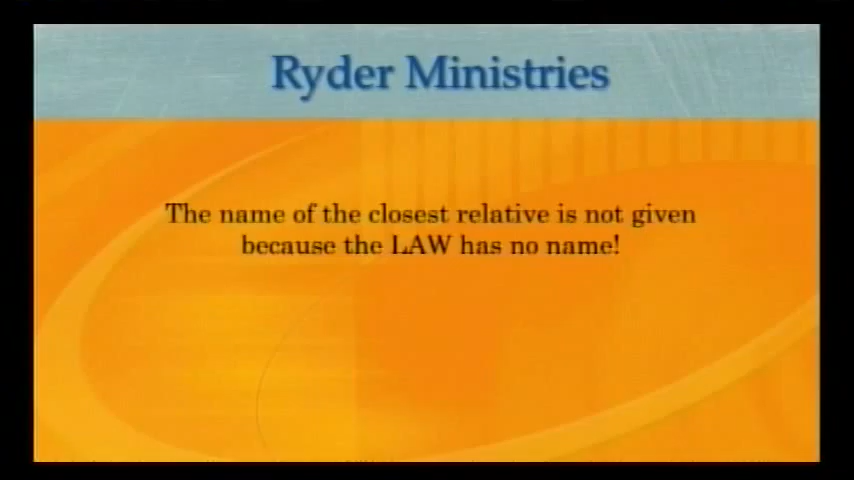 Ryder Ministries
The name of the closest relative is not given
because the LAW has no name!